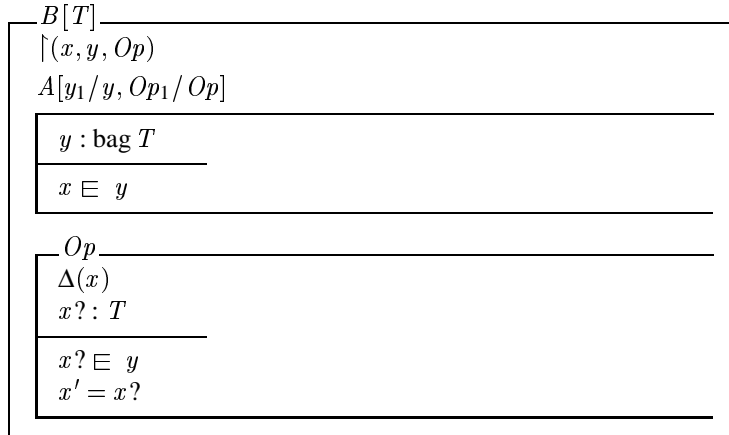 B[T]
↾(x, y, Op)
A[y₁/y, Op₁/Op]
y : bag T
x ⋿ y
Op
Δ(x)
x? : T
x? ⋿ y
x′ = x?